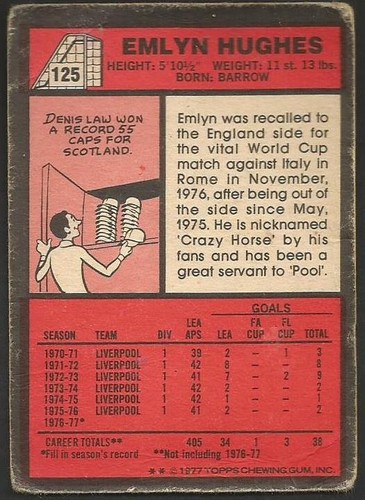 125
EMLYN HUGHES
HEIGHT: 5' 10½" WEIGHT: 11 st. 13 lbs.
BORN: BARROW
DENIS LAW WON
A RECORD 55
CAPS FOR
SCOTLAND.
Emlyn was recalled to
the England side for
the vital World Cup
match against Italy in
Rome in November,
1976, after being out of
the side since May,
1975. He is nicknamed
'Crazy Horse' by his
fans and has been a
great servant to 'Pool'.
GOALS
SEASON TEAM DIV LEA APS LEA FA CUP FL CUP TOTAL
1970-71 LIVERPOOL 1 39 2 — 1 3
1971-72 LIVERPOOL 1 42 8 — — 8
1972-73 LIVERPOOL 1 41 7 — 2 9
1973-74 LIVERPOOL 1 42 2 — — 2
1974-75 LIVERPOOL 1 42 1 — — 1
1975-76 LIVERPOOL 1 41 2 — — 2
1976-77*
CAREER TOTALS** 405 34 1 3 38
*Fill in season's record **Not including 1976-77
** © 1977 TOPPS CHEWING GUM, INC.